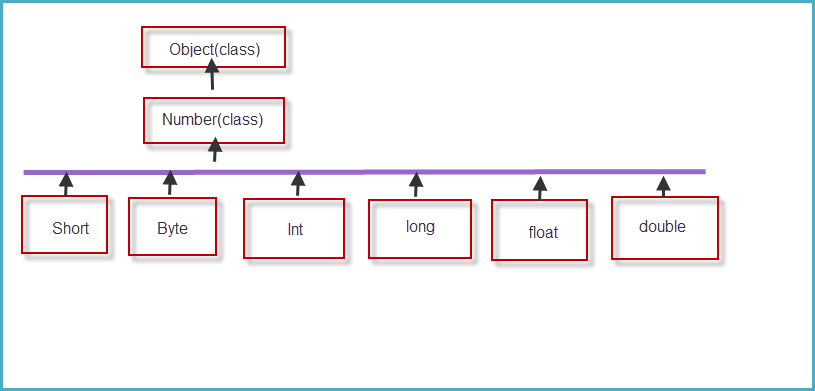 Object(class)
Number(class)
Short
Byte
Int
long
float
double